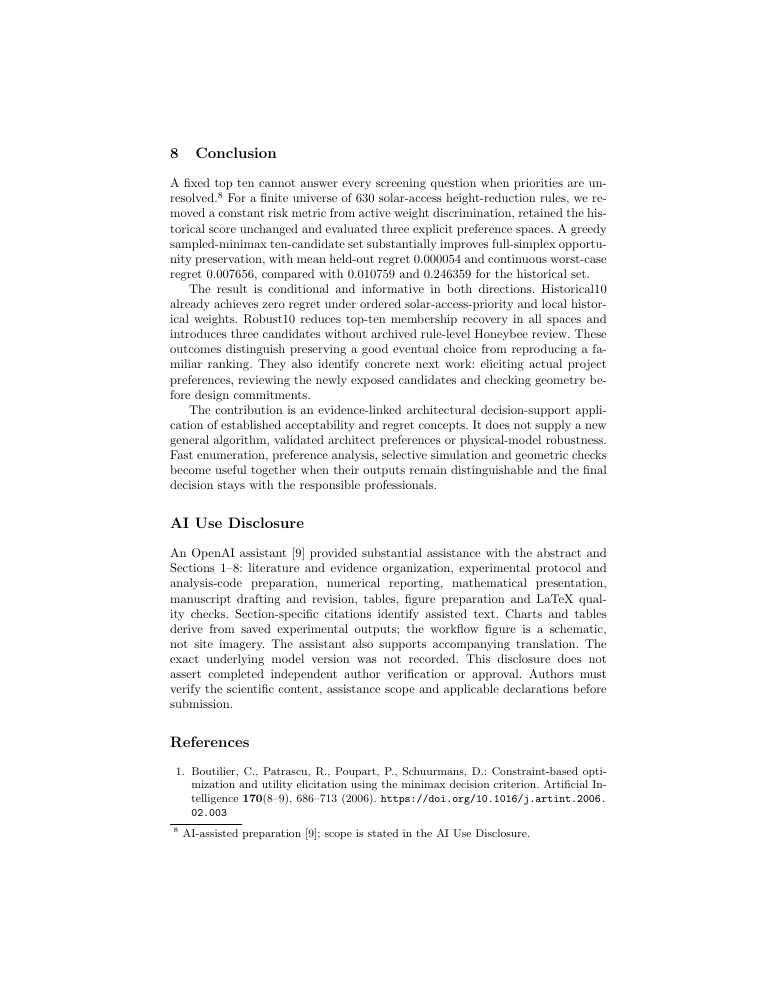 8 Conclusion
A fixed top ten cannot answer every screening question when priorities are un-
resolved.8 For a finite universe of 630 solar-access height-reduction rules, we re-
moved a constant risk metric from active weight discrimination, retained the his-
torical score unchanged and evaluated three explicit preference spaces. A greedy
sampled-minimax ten-candidate set substantially improves full-simplex opportu-
nity preservation, with mean held-out regret 0.000054 and continuous worst-case
regret 0.007656, compared with 0.010759 and 0.246359 for the historical set.
The result is conditional and informative in both directions. Historical10
already achieves zero regret under ordered solar-access-priority and local histor-
ical weights. Robust10 reduces top-ten membership recovery in all spaces and
introduces three candidates without archived rule-level Honeybee review. These
outcomes distinguish preserving a good eventual choice from reproducing a fa-
miliar ranking. They also identify concrete next work: eliciting actual project
preferences, reviewing the newly exposed candidates and checking geometry be-
fore design commitments.
The contribution is an evidence-linked architectural decision-support appli-
cation of established acceptability and regret concepts. It does not supply a new
general algorithm, validated architect preferences or physical-model robustness.
Fast enumeration, preference analysis, selective simulation and geometric checks
become useful together when their outputs remain distinguishable and the final
decision stays with the responsible professionals.
AI Use Disclosure
An OpenAI assistant [9] provided substantial assistance with the abstract and
Sections 1–8: literature and evidence organization, experimental protocol and
analysis-code preparation, numerical reporting, mathematical presentation,
manuscript drafting and revision, tables, figure preparation and LaTeX qual-
ity checks. Section-specific citations identify assisted text. Charts and tables
derive from saved experimental outputs; the workflow figure is a schematic,
not site imagery. The assistant also supports accompanying translation. The
exact underlying model version was not recorded. This disclosure does not
assert completed independent author verification or approval. Authors must
verify the scientific content, assistance scope and applicable declarations before
submission.
References
1. Boutilier, C., Patrascu, R., Poupart, P., Schuurmans, D.: Constraint-based opti-
mization and utility elicitation using the minimax decision criterion. Artificial In-
telligence 170(8–9), 686–713 (2006). https://doi.org/10.1016/j.artint.2006.
02.003
8 AI-assisted preparation [9]; scope is stated in the AI Use Disclosure.